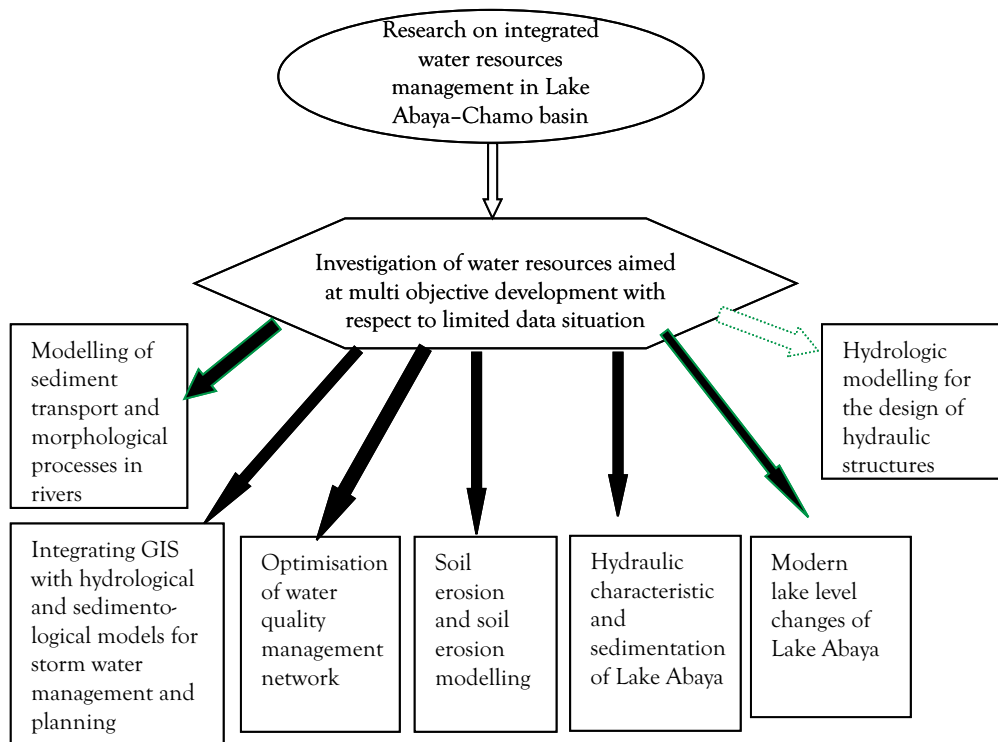 Research on integrated
water resources
management in Lake
Abaya–Chamo basin
Investigation of water resources aimed
at multi objective development with
respect to limited data situation
Modelling of
sediment
transport and
morphological
processes in
rivers
Hydrologic
modelling for
the design of
hydraulic
structures
Integrating GIS
with hydrological
and sedimento-
logical models for
storm water
management and
planning
Optimisation
of water
quality
management
network
Soil
erosion
and soil
erosion
modelling
Hydraulic
characteristic
and
sedimentation
of Lake Abaya
Modern
lake level
changes of
Lake Abaya